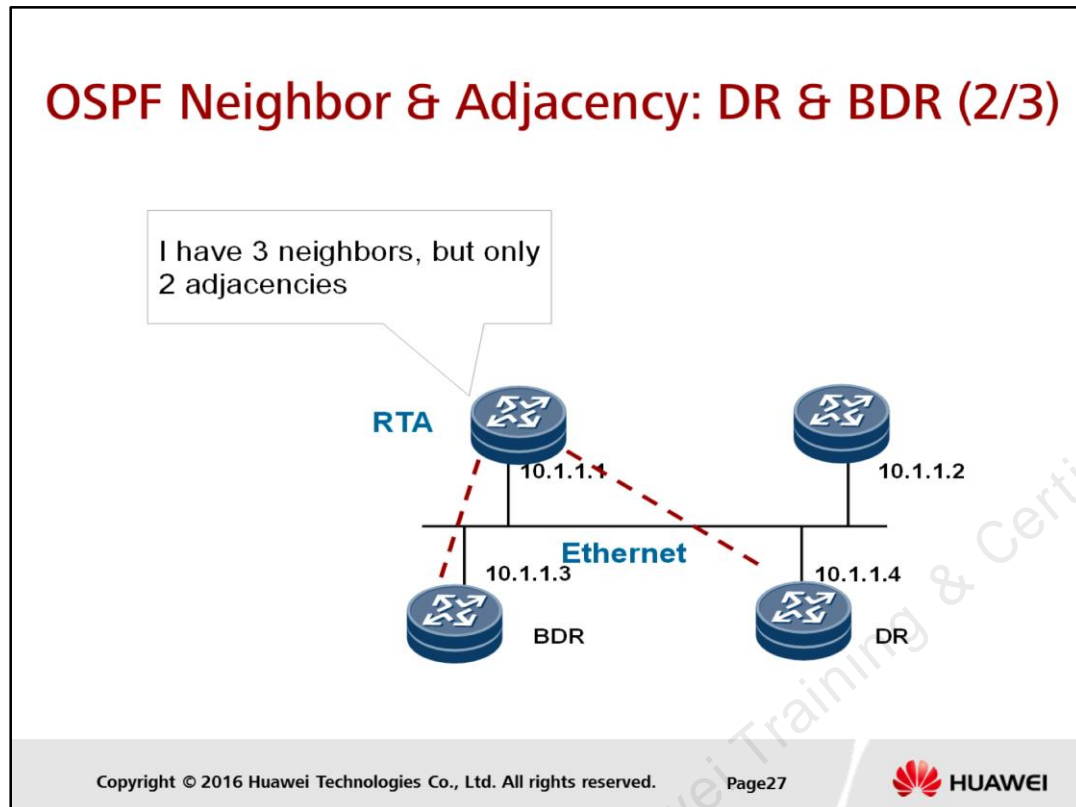 OSPF Neighbor & Adjacency: DR & BDR (2/3)
I have 3 neighbors, but only
2 adjacencies
RTA
10.1.1.1
10.1.1.2
Ethernet
10.1.1.3
10.1.1.4
BDR
DR
Training & Certi
Copyright © 2016 Huawei Technologies Co., Ltd. All rights reserved.
Page27
HUAWEI